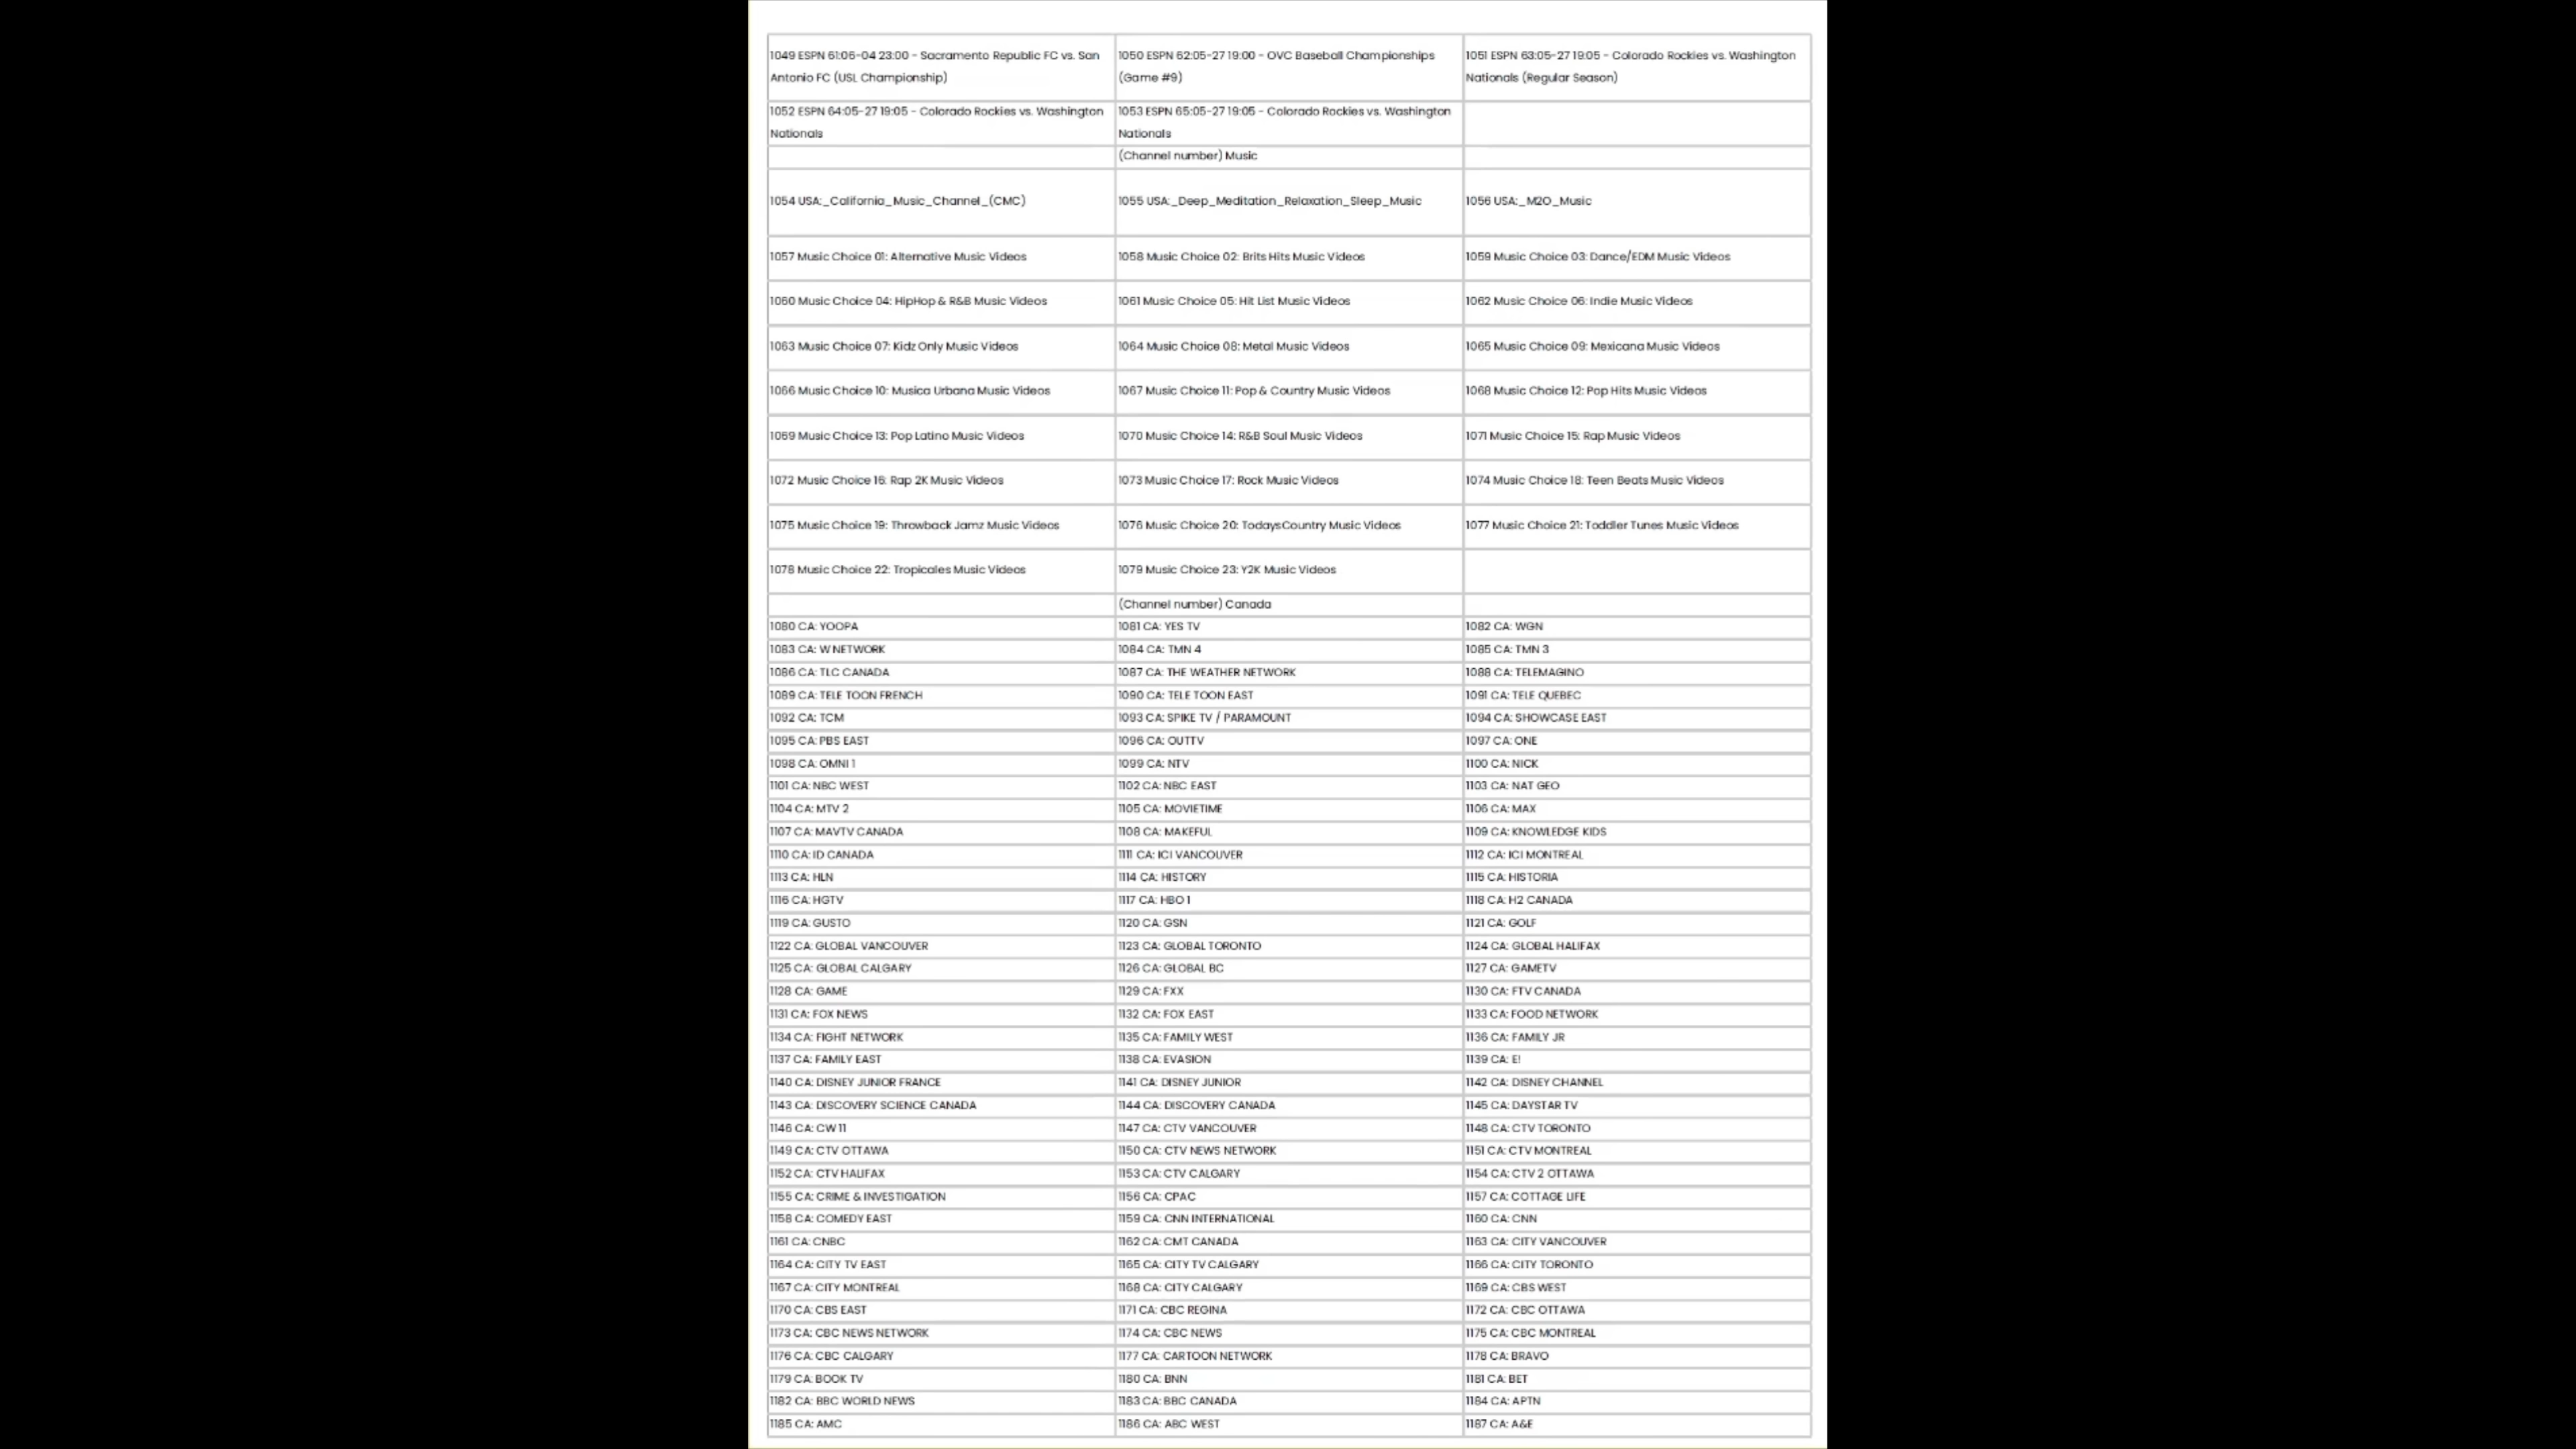 1049 ESPN 61:06-04 23:00 - Sacramento Republic FC vs. San
Antonio FC (USL Championship)
1050 ESPN 62:05-27 19:00 - OVC Baseball Championships
(Game #9)
1051 ESPN 63:05-27 19:05 - Colorado Rockies vs. Washington
Nationals (Regular Season)
1052 ESPN 64:05-27 19:05 - Colorado Rockies vs. Washington
Nationals
1053 ESPN 65:05-27 19:05 - Colorado Rockies vs. Washington
Nationals
(Channel number) Music
1054 USA:_California_Music_Channel_(CMC)
1055 USA:_Deep_Meditation_Relaxation_Sleep_Music
1056 USA:_M2O_Music
1057 Music Choice 01: Alternative Music Videos
1058 Music Choice 02: Brits Hits Music Videos
1059 Music Choice 03: Dance/EDM Music Videos
1060 Music Choice 04: HipHop & R&B Music Videos
1061 Music Choice 05: Hit List Music Videos
1062 Music Choice 06: Indie Music Videos
1063 Music Choice 07: Kidz Only Music Videos
1064 Music Choice 08: Metal Music Videos
1065 Music Choice 09: Mexicana Music Videos
1066 Music Choice 10: Musica Urbana Music Videos
1067 Music Choice 11: Pop & Country Music Videos
1068 Music Choice 12: Pop Hits Music Videos
1069 Music Choice 13: Pop Latino Music Videos
1070 Music Choice 14: R&B Soul Music Videos
1071 Music Choice 15: Rap Music Videos
1072 Music Choice 16: Rap 2K Music Videos
1073 Music Choice 17: Rock Music Videos
1074 Music Choice 18: Teen Beats Music Videos
1075 Music Choice 19: Throwback Jamz Music Videos
1076 Music Choice 20: TodaysCountry Music Videos
1077 Music Choice 21: Toddler Tunes Music Videos
1078 Music Choice 22: Tropicales Music Videos
1079 Music Choice 23: Y2K Music Videos
(Channel number) Canada
1080 CA: YOOPA
1081 CA: YES TV
1082 CA: WGN
1083 CA: W NETWORK
1084 CA: TMN 4
1085 CA: TMN 3
1086 CA: TLC CANADA
1087 CA: THE WEATHER NETWORK
1088 CA: TELEMAGINO
1089 CA: TELE TOON FRENCH
1090 CA: TELE TOON EAST
1091 CA: TELE QUEBEC
1092 CA: TCM
1093 CA: SPIKE TV / PARAMOUNT
1094 CA: SHOWCASE EAST
1095 CA: PBS EAST
1096 CA: OUTTV
1097 CA: ONE
1098 CA: OMNI 1
1099 CA: NTV
1100 CA: NICK
1101 CA: NBC WEST
1102 CA: NBC EAST
1103 CA: NAT GEO
1104 CA: MTV 2
1105 CA: MOVIETIME
1106 CA: MAX
1107 CA: MAVTV CANADA
1108 CA: MAKEFUL
1109 CA: KNOWLEDGE KIDS
1110 CA: ID CANADA
1111 CA: ICI VANCOUVER
1112 CA: ICI MONTREAL
1113 CA: HLN
1114 CA: HISTORY
1115 CA: HISTORIA
1116 CA: HGTV
1117 CA: HBO 1
1118 CA: H2 CANADA
1119 CA: GUSTO
1120 CA: GSN
1121 CA: GOLF
1122 CA: GLOBAL VANCOUVER
1123 CA: GLOBAL TORONTO
1124 CA: GLOBAL HALIFAX
1125 CA: GLOBAL CALGARY
1126 CA: GLOBAL BC
1127 CA: GAMETV
1128 CA: GAME
1129 CA: FXX
1130 CA: FTV CANADA
1131 CA: FOX NEWS
1132 CA: FOX EAST
1133 CA: FOOD NETWORK
1134 CA: FIGHT NETWORK
1135 CA: FAMILY WEST
1136 CA: FAMILY JR
1137 CA: FAMILY EAST
1138 CA: EVASION
1139 CA: E!
1140 CA: DISNEY JUNIOR FRANCE
1141 CA: DISNEY JUNIOR
1142 CA: DISNEY CHANNEL
1143 CA: DISCOVERY SCIENCE CANADA
1144 CA: DISCOVERY CANADA
1145 CA: DAYSTAR TV
1146 CA: CW 11
1147 CA: CTV VANCOUVER
1148 CA: CTV TORONTO
1149 CA: CTV OTTAWA
1150 CA: CTV NEWS NETWORK
1151 CA: CTV MONTREAL
1152 CA: CTV HALIFAX
1153 CA: CTV CALGARY
1154 CA: CTV 2 OTTAWA
1155 CA: CRIME & INVESTIGATION
1156 CA: CPAC
1157 CA: COTTAGE LIFE
1158 CA: COMEDY EAST
1159 CA: CNN INTERNATIONAL
1160 CA: CNN
1161 CA: CNBC
1162 CA: CMT CANADA
1163 CA: CITY VANCOUVER
1164 CA: CITY TV EAST
1165 CA: CITY TV CALGARY
1166 CA: CITY TORONTO
1167 CA: CITY MONTREAL
1168 CA: CITY CALGARY
1169 CA: CBS WEST
1170 CA: CBS EAST
1171 CA: CBC REGINA
1172 CA: CBC OTTAWA
1173 CA: CBC NEWS NETWORK
1174 CA: CBC NEWS
1175 CA: CBC MONTREAL
1176 CA: CBC CALGARY
1177 CA: CARTOON NETWORK
1178 CA: BRAVO
1179 CA: BOOK TV
1180 CA: BNN
1181 CA: BET
1182 CA: BBC WORLD NEWS
1183 CA: BBC CANADA
1184 CA: APTN
1185 CA: AMC
1186 CA: ABC WEST
1187 CA: A&E